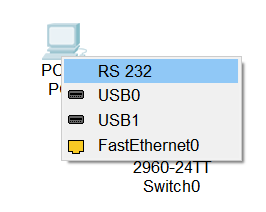 PC
P
RS 232
USB0
USB1
FastEthernet0
2960-24TT
Switch0